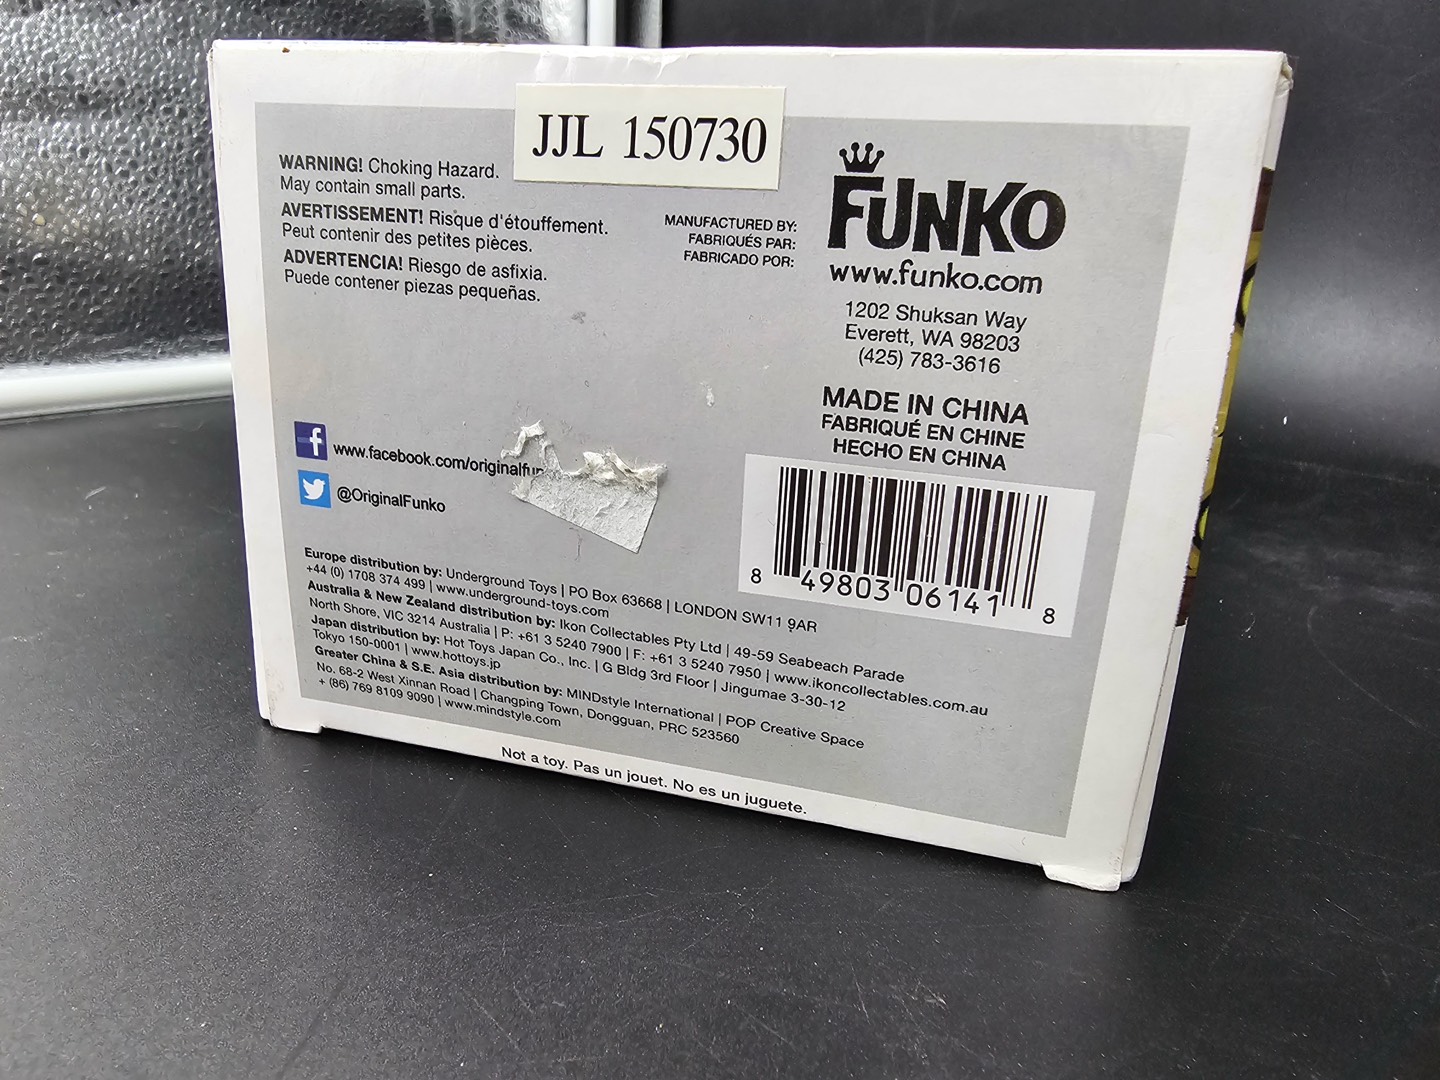 JJL 150730
WARNING! Choking Hazard.
May contain small parts.
AVERTISSEMENT! Risque d'étouffement.
Peut contenir des petites pièces.
ADVERTENCIA! Riesgo de asfixia.
Puede contener piezas pequeñas.
MANUFACTURED BY:
FABRIQUÉS PAR:
FABRICADO POR:
FUNKO
www.funko.com
1202 Shuksan Way
Everett, WA 98203
(425) 783-3616
MADE IN CHINA
FABRIQUÉ EN CHINE
HECHO EN CHINA
f www.facebook.com/originalfun
@OriginalFunko
8 49803 06141 8
Europe distribution by: Underground Toys | PO Box 63668 | LONDON SW11 9AR
+44 (0) 1708 374 499 | www.underground-toys.com
Australia & New Zealand distribution by: Ikon Collectables Pty Ltd | 49-59 Seabeach Parade
North Shore, VIC 3214 Australia | P: +61 3 5240 7900 | F: +61 3 5240 7950 | www.ikoncollectables.com.au
Japan distribution by: Hot Toys Japan Co., Inc. | G Bldg 3rd Floor | Jingumae 3-30-12
Tokyo 150-0001 | www.hottoys.jp
Greater China & S.E. Asia distribution by: MINDstyle International | POP Creative Space
No. 68-2 West Xinnan Road | Changping Town, Dongguan, PRC 523560
+ (86) 769 8109 9090 | www.mindstyle.com
Not a toy. Pas un jouet. No es un juguete.